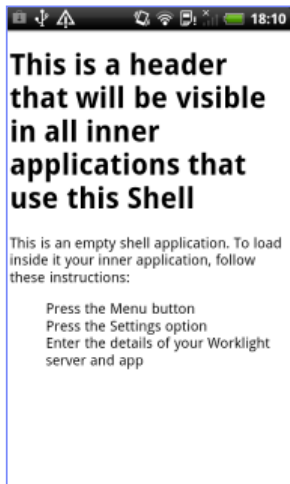 18:10
This is a header
that will be visible
in all inner
applications that
use this Shell
This is an empty shell application. To load
inside it your inner application, follow
these instructions:
Press the Menu button
Press the Settings option
Enter the details of your Worklight
server and app